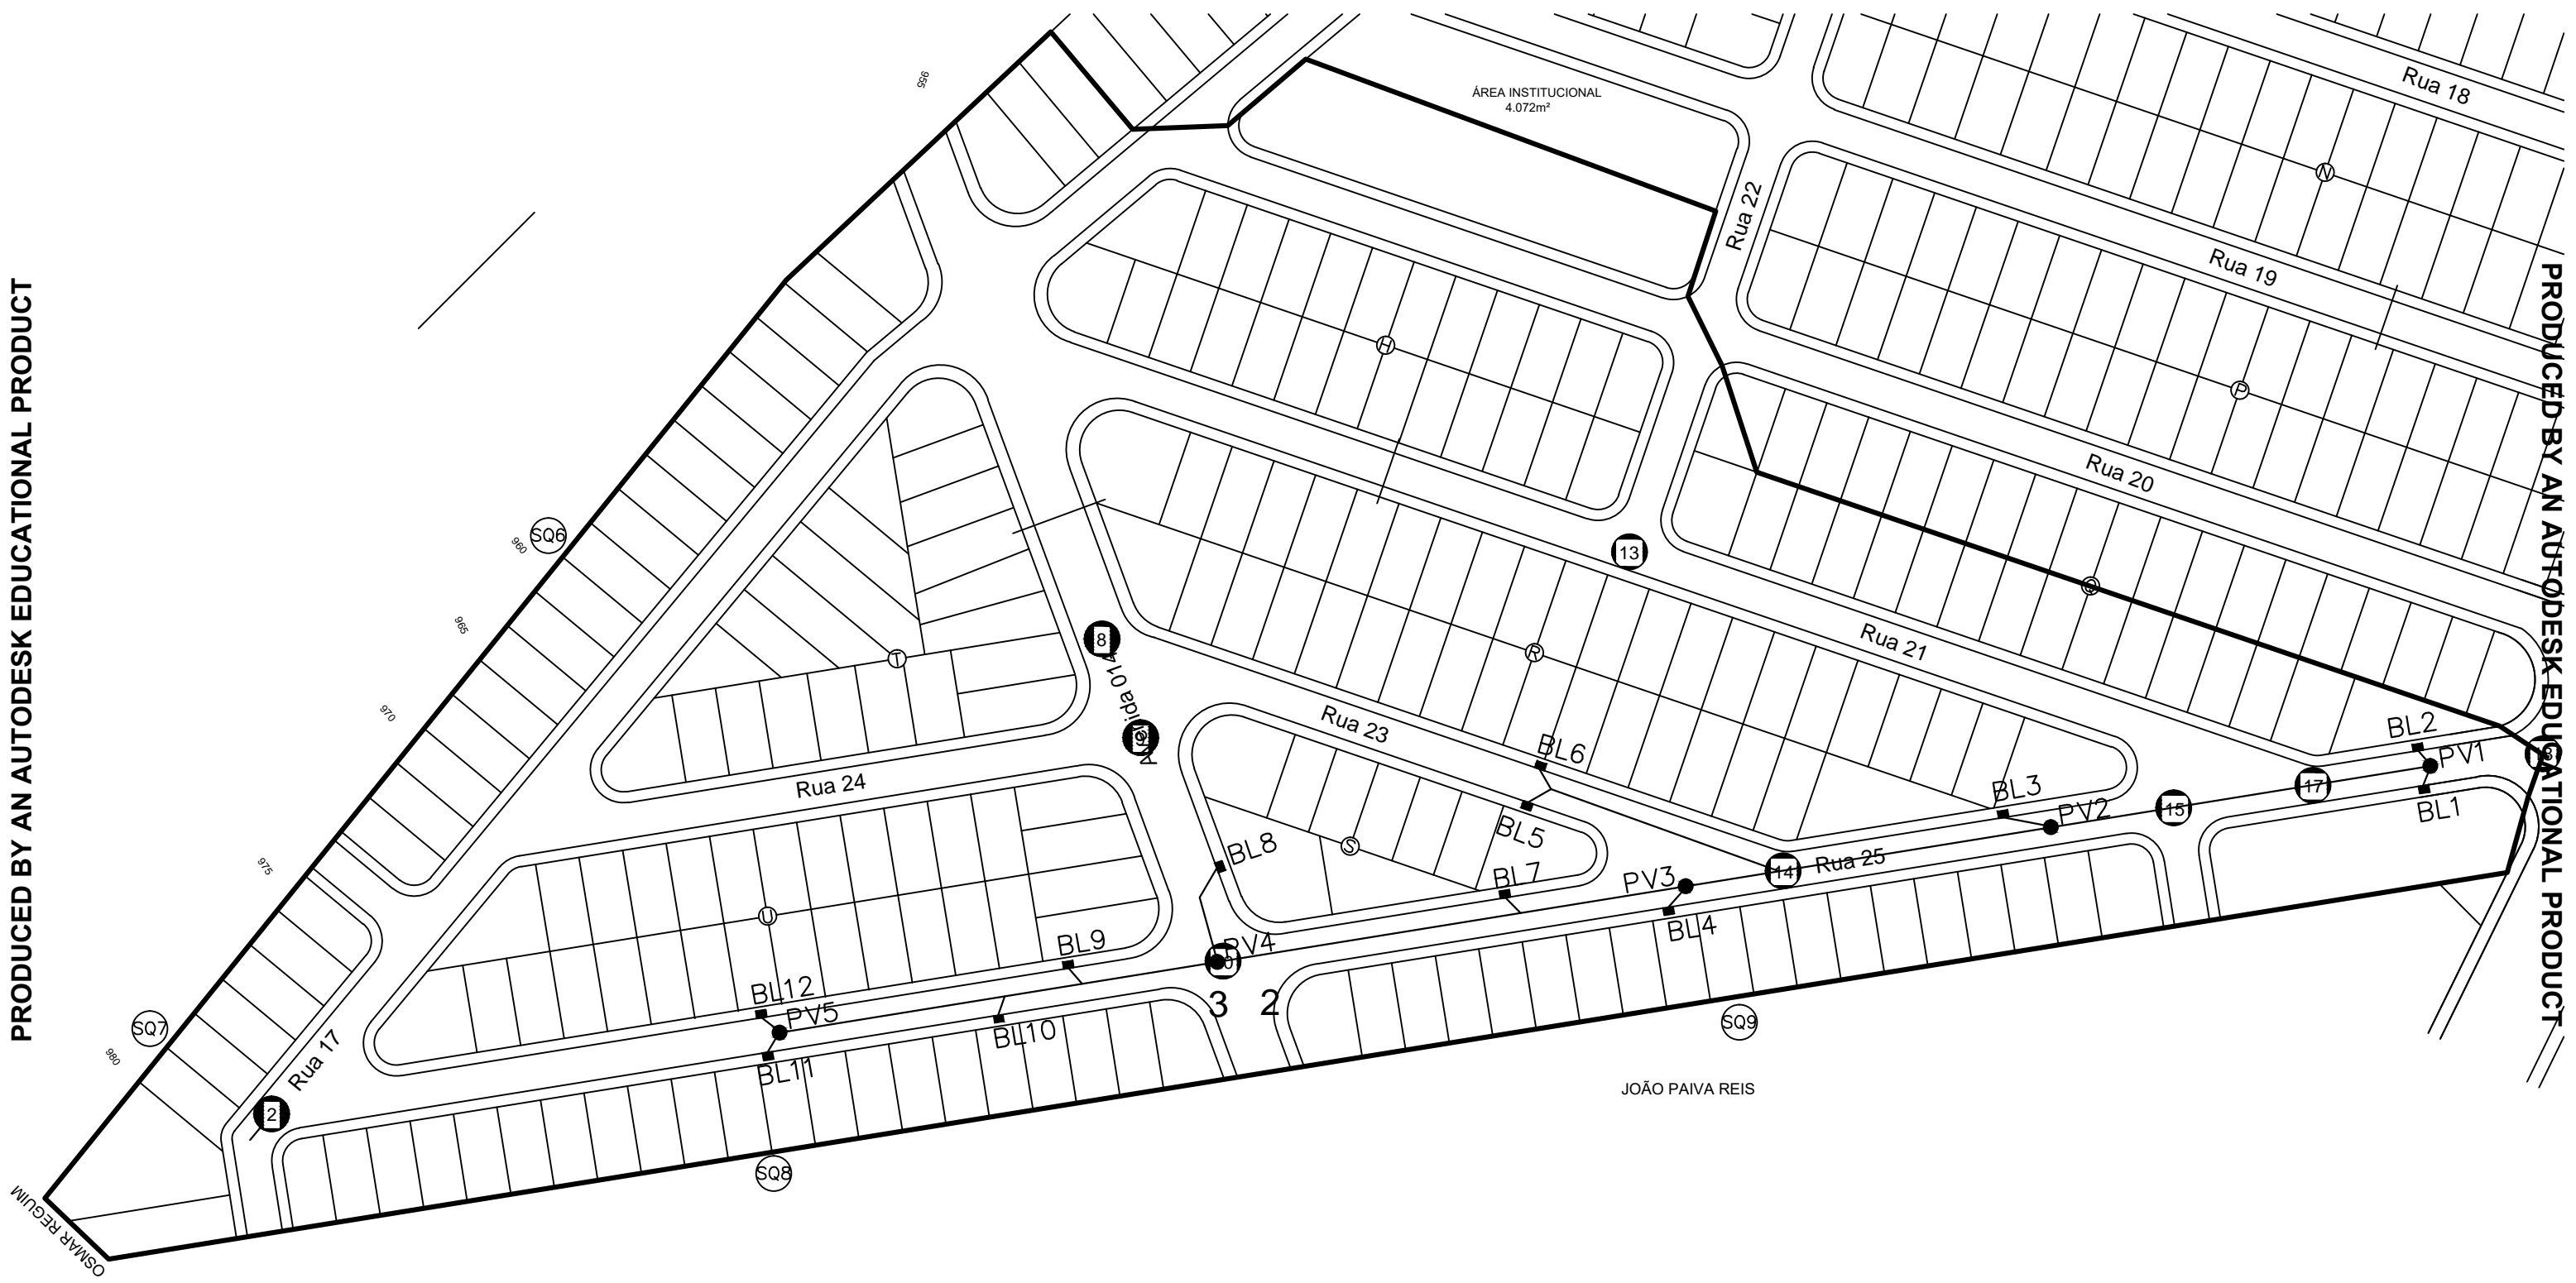 955
ÁREA INSTITUCIONAL
4.072m²
Rua 18
N
Rua 22
Rua 19
PRODUCED BY AN AUTODESK EDUCATIONAL PRODUCT
PRODUCED BY AN AUTODESK EDUCATIONAL PRODUCT
H
P
Rua 20
SQ6
960
13
Q
965
8
Rua 21
R
T
970
Rua 23
9
BL6
BL2
PV1
18
Rua 24
17
BL3
BL1
15
PV2
BL5
S
BL8
975
14
Rua 25
BL7
PV3
U
BL4
BL9
PV4
BL12
3 2
PV5
SQ7
BL10
SQ9
980
Rua 17
BL11
JOÃO PAIVA REIS
2
SQ8
OSMAR REGUIM